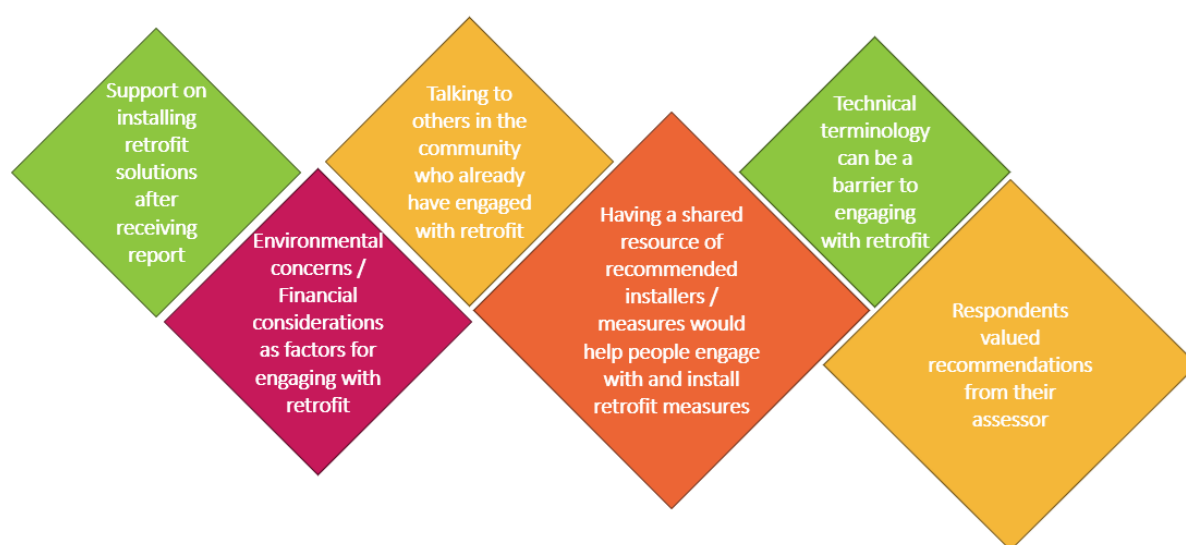 Support on
installing
retrofit
solutions
after
receiving
report
Environmental
concerns /
Financial
considerations
as factors for
engaging with
retrofit
Talking to
others in the
community
who already
have engaged
with retrofit
Having a shared
resource of
recommended
installers /
measures would
help people engage
with and install
retrofit measures
Technical
terminology
can be a
barrier to
engaging
with retrofit
Respondents
valued
recommendations
from their
assessor